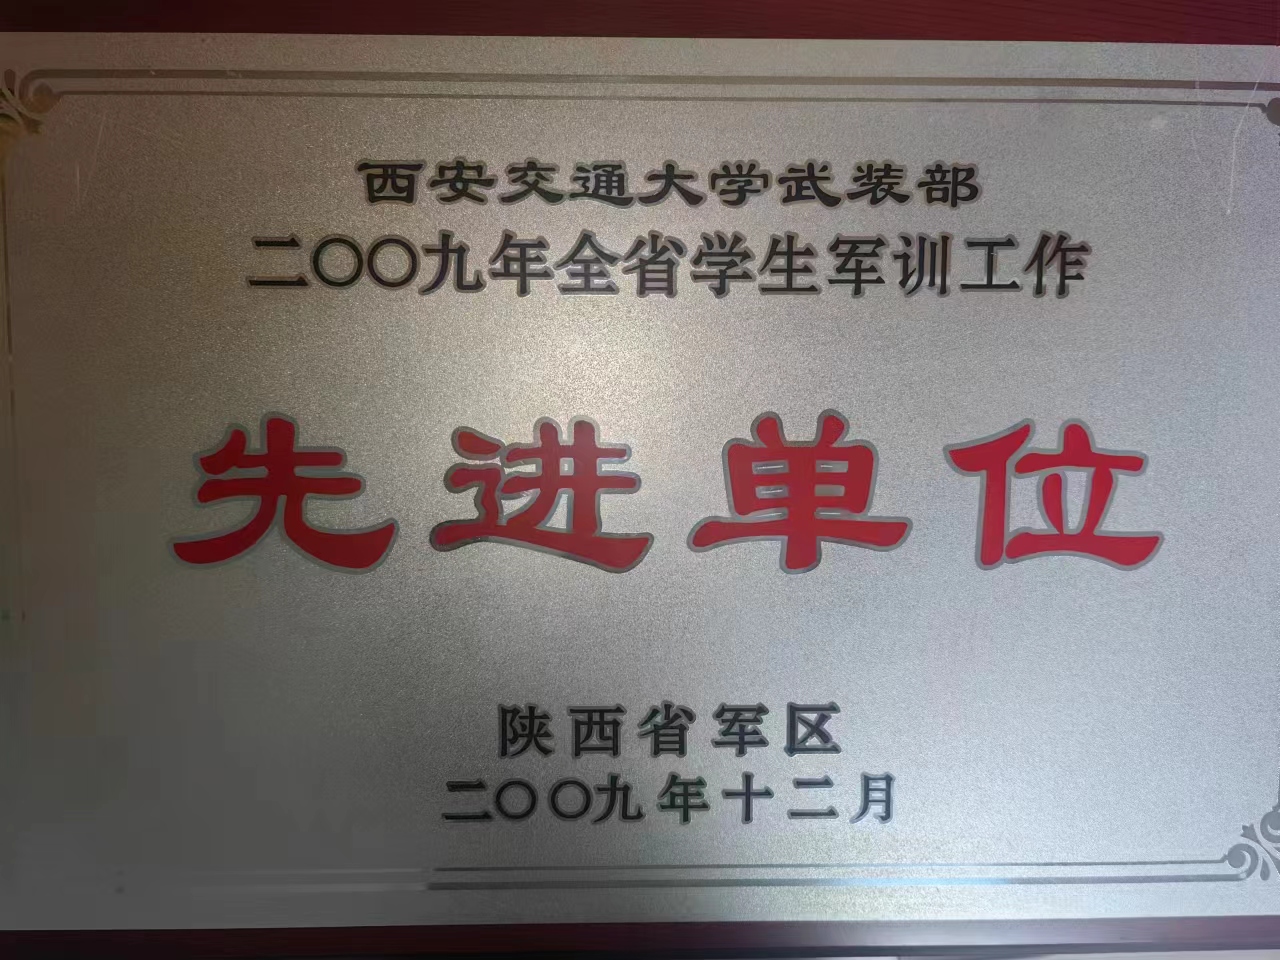 西安交通大学武装部
二〇〇九年全省学生军训工作
先进单位
陕西省军区
二〇〇九年十二月